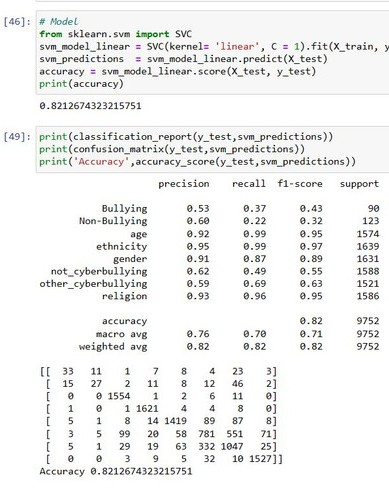 [46]: # Model
from sklearn.svm import SVC
svm_model_linear = SVC(kernel= 'linear', C = 1).fit(X_train, y
svm_predictions = svm_model_linear.predict(X_test)
accuracy = svm_model_linear.score(X_test, y_test)
print(accuracy)
0.8212674323215751
[49]: print(classification_report(y_test,svm_predictions))
print(confusion_matrix(y_test,svm_predictions))
print('Accuracy',accuracy_score(y_test,svm_predictions))
precision recall f1-score support
Bullying 0.53 0.37 0.43 90
Non-Bullying 0.60 0.22 0.32 123
age 0.92 0.99 0.95 1574
ethnicity 0.95 0.99 0.97 1639
gender 0.91 0.87 0.89 1631
not_cyberbullying 0.62 0.49 0.55 1588
other_cyberbullying 0.59 0.69 0.63 1521
religion 0.93 0.96 0.95 1586
accuracy 0.82 9752
macro avg 0.76 0.70 0.71 9752
weighted avg 0.82 0.82 0.82 9752
[[ 33 11 1 7 8 4 23 3]
[ 15 27 2 11 8 12 46 2]
[ 0 0 1554 1 2 6 11 0]
[ 1 0 1 1621 4 4 8 0]
[ 5 1 8 14 1419 89 87 8]
[ 3 5 99 20 58 781 551 71]
[ 5 1 29 19 63 332 1047 25]
[ 0 0 3 9 5 32 10 1527]]
Accuracy 0.8212674323215751